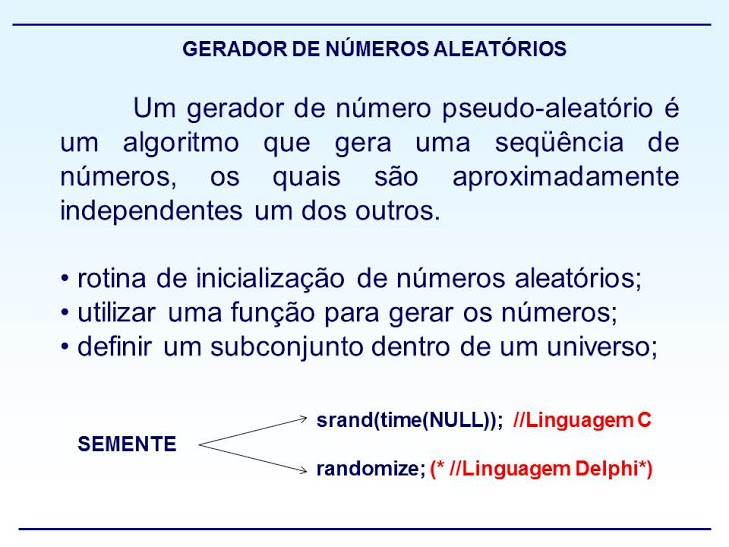 GERADOR DE NÚMEROS ALEATÓRIOS
Um gerador de número pseudo-aleatório é
um algoritmo que gera uma seqüência de
números, os quais são aproximadamente
independentes um dos outros.
• rotina de inicialização de números aleatórios;
• utilizar uma função para gerar os números;
• definir um subconjunto dentro de um universo;
srand(time(NULL)); //Linguagem C
SEMENTE
randomize; (* //Linguagem Delphi*)